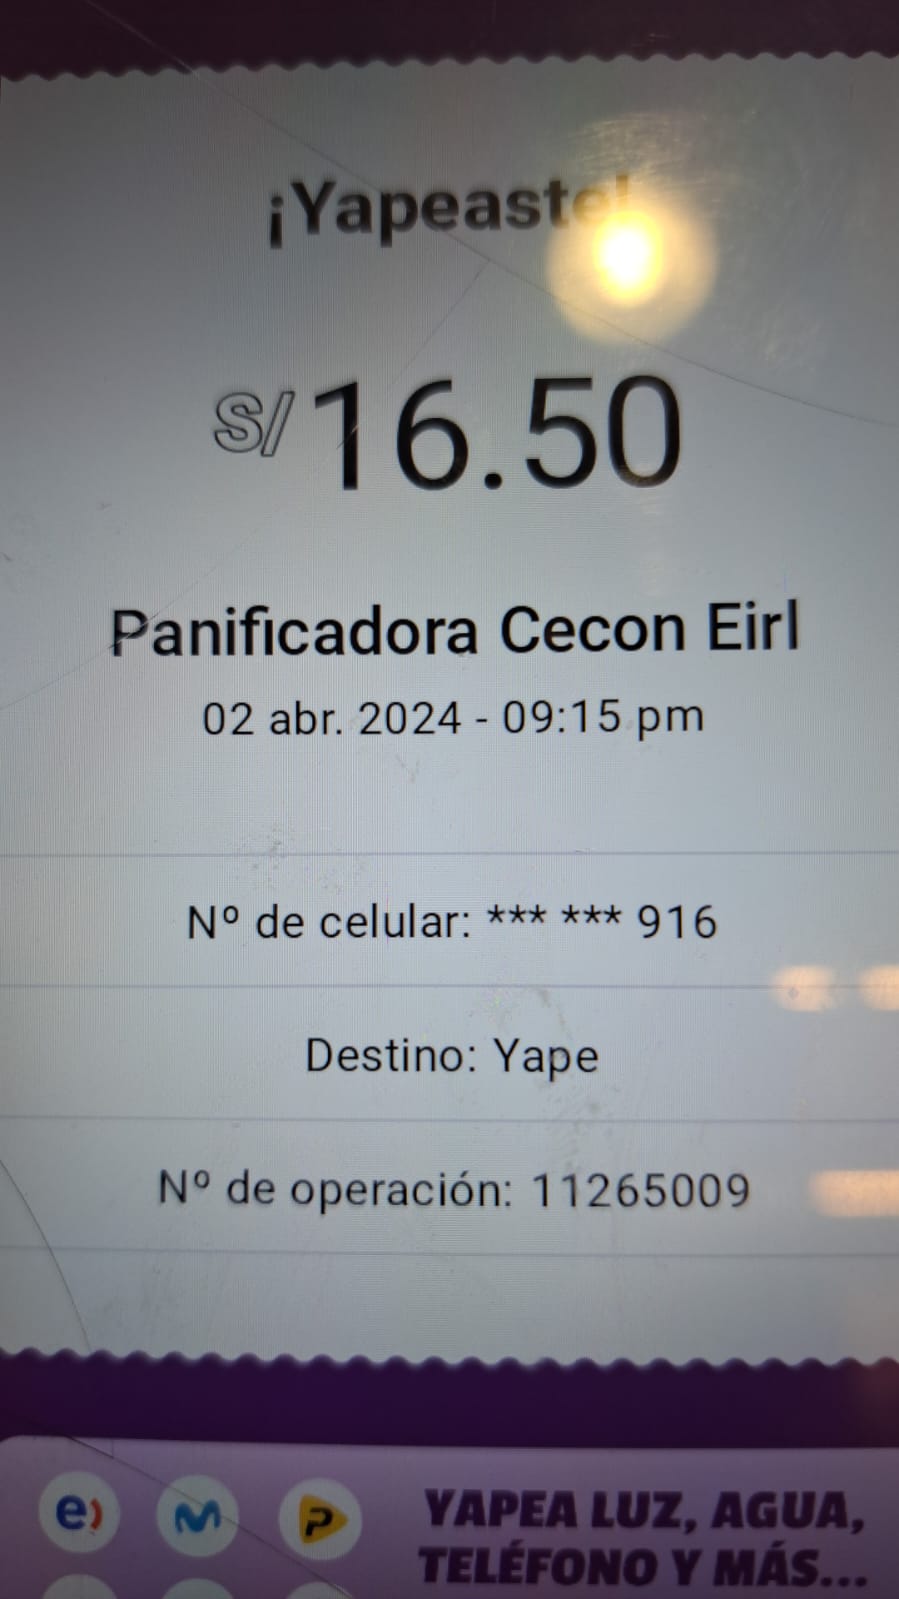 ¡Yapeaste!
S/16.50
Panificadora Cecon Eirl
02 abr. 2024 - 09:15 pm
Nº de celular: *** *** 916
Destino: Yape
Nº de operación: 11265009
e)
P
YAPEA LUZ, AGUA,
TELÉFONO Y MÁS...